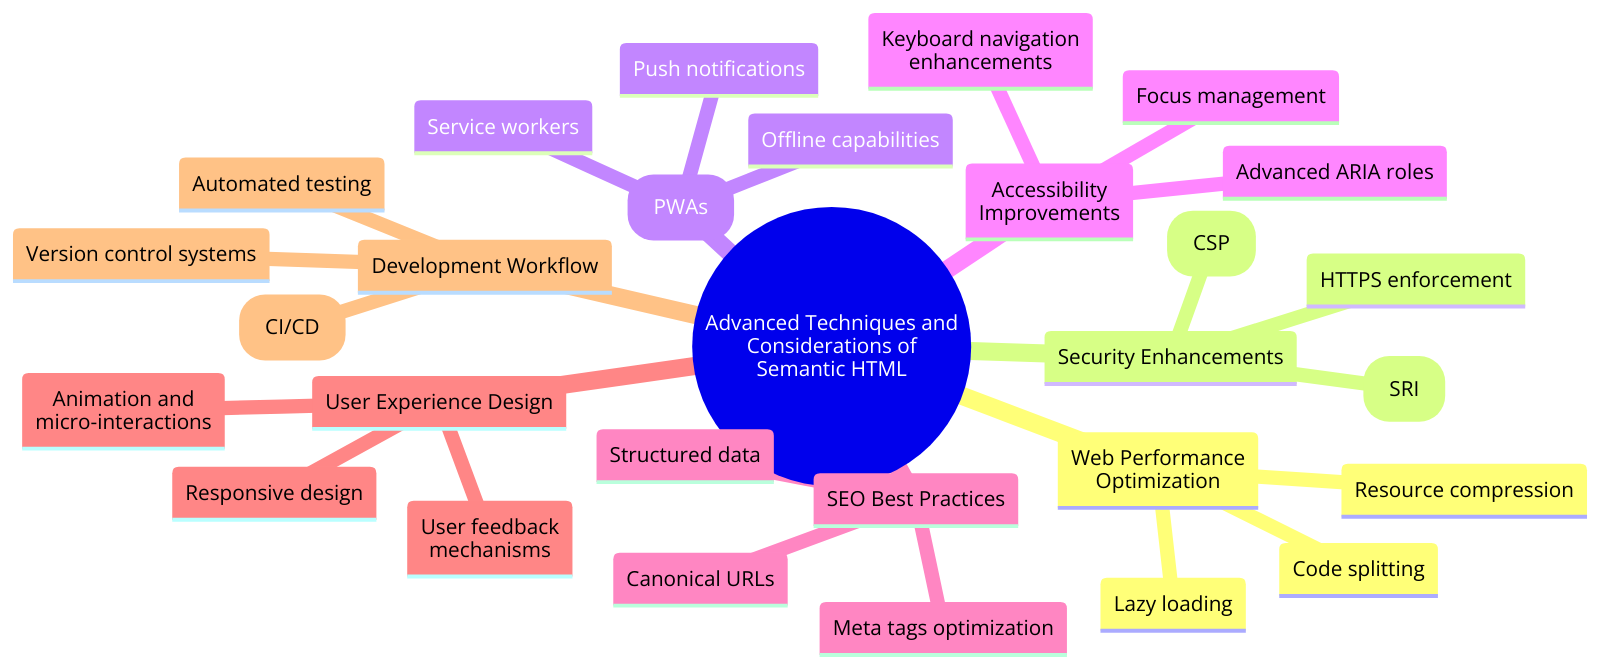 Advanced Techniques and
Considerations of
Semantic HTML
Accessibility
Improvements
Keyboard navigation
enhancements
Focus management
Advanced ARIA roles
Security Enhancements
CSP
HTTPS enforcement
SRI
Web Performance
Optimization
Resource compression
Code splitting
Lazy loading
SEO Best Practices
Structured data
Canonical URLs
Meta tags optimization
User Experience Design
Animation and
micro-interactions
Responsive design
User feedback
mechanisms
Development Workflow
Automated testing
Version control systems
CI/CD
PWAs
Service workers
Push notifications
Offline capabilities